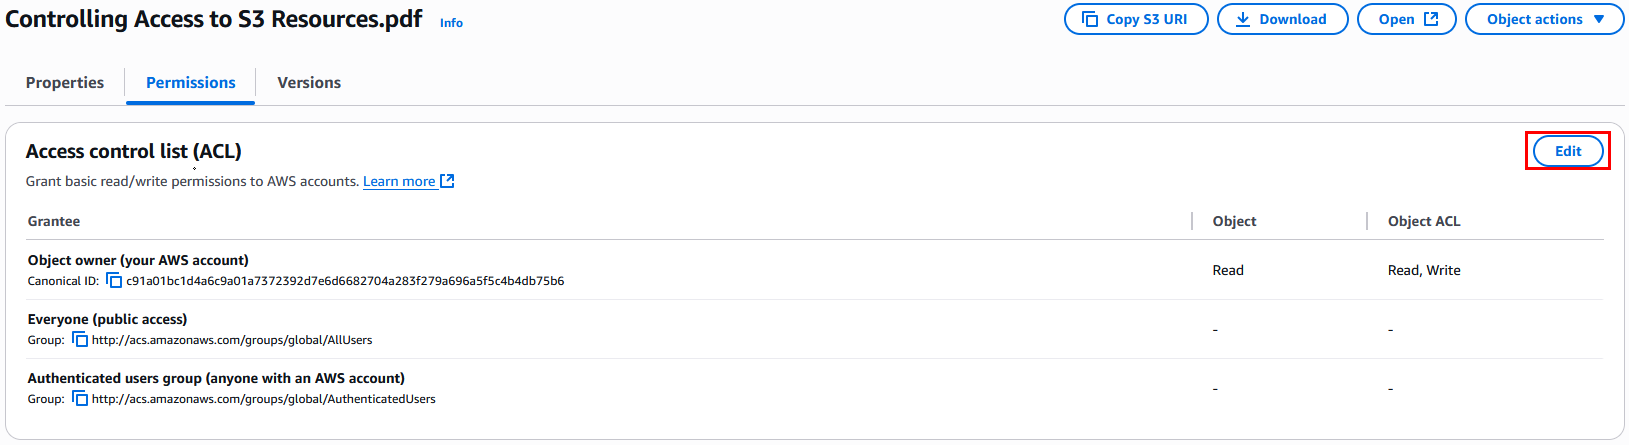 Controlling Access to S3 Resources.pdf Info
Copy S3 URI Download Open Object actions
Properties Permissions Versions
Access control list (ACL)
Edit
Grant basic read/write permissions to AWS accounts. Learn more
Grantee Object Object ACL
Object owner (your AWS account)
Canonical ID: c91a01bc1d4a6c9a01a7372392d7e6d6682704a283f279a696a5f5c4b4db75b6
Read Read, Write
Everyone (public access)
Group: http://acs.amazonaws.com/groups/global/AllUsers
- -
Authenticated users group (anyone with an AWS account)
Group: http://acs.amazonaws.com/groups/global/AuthenticatedUsers
- -